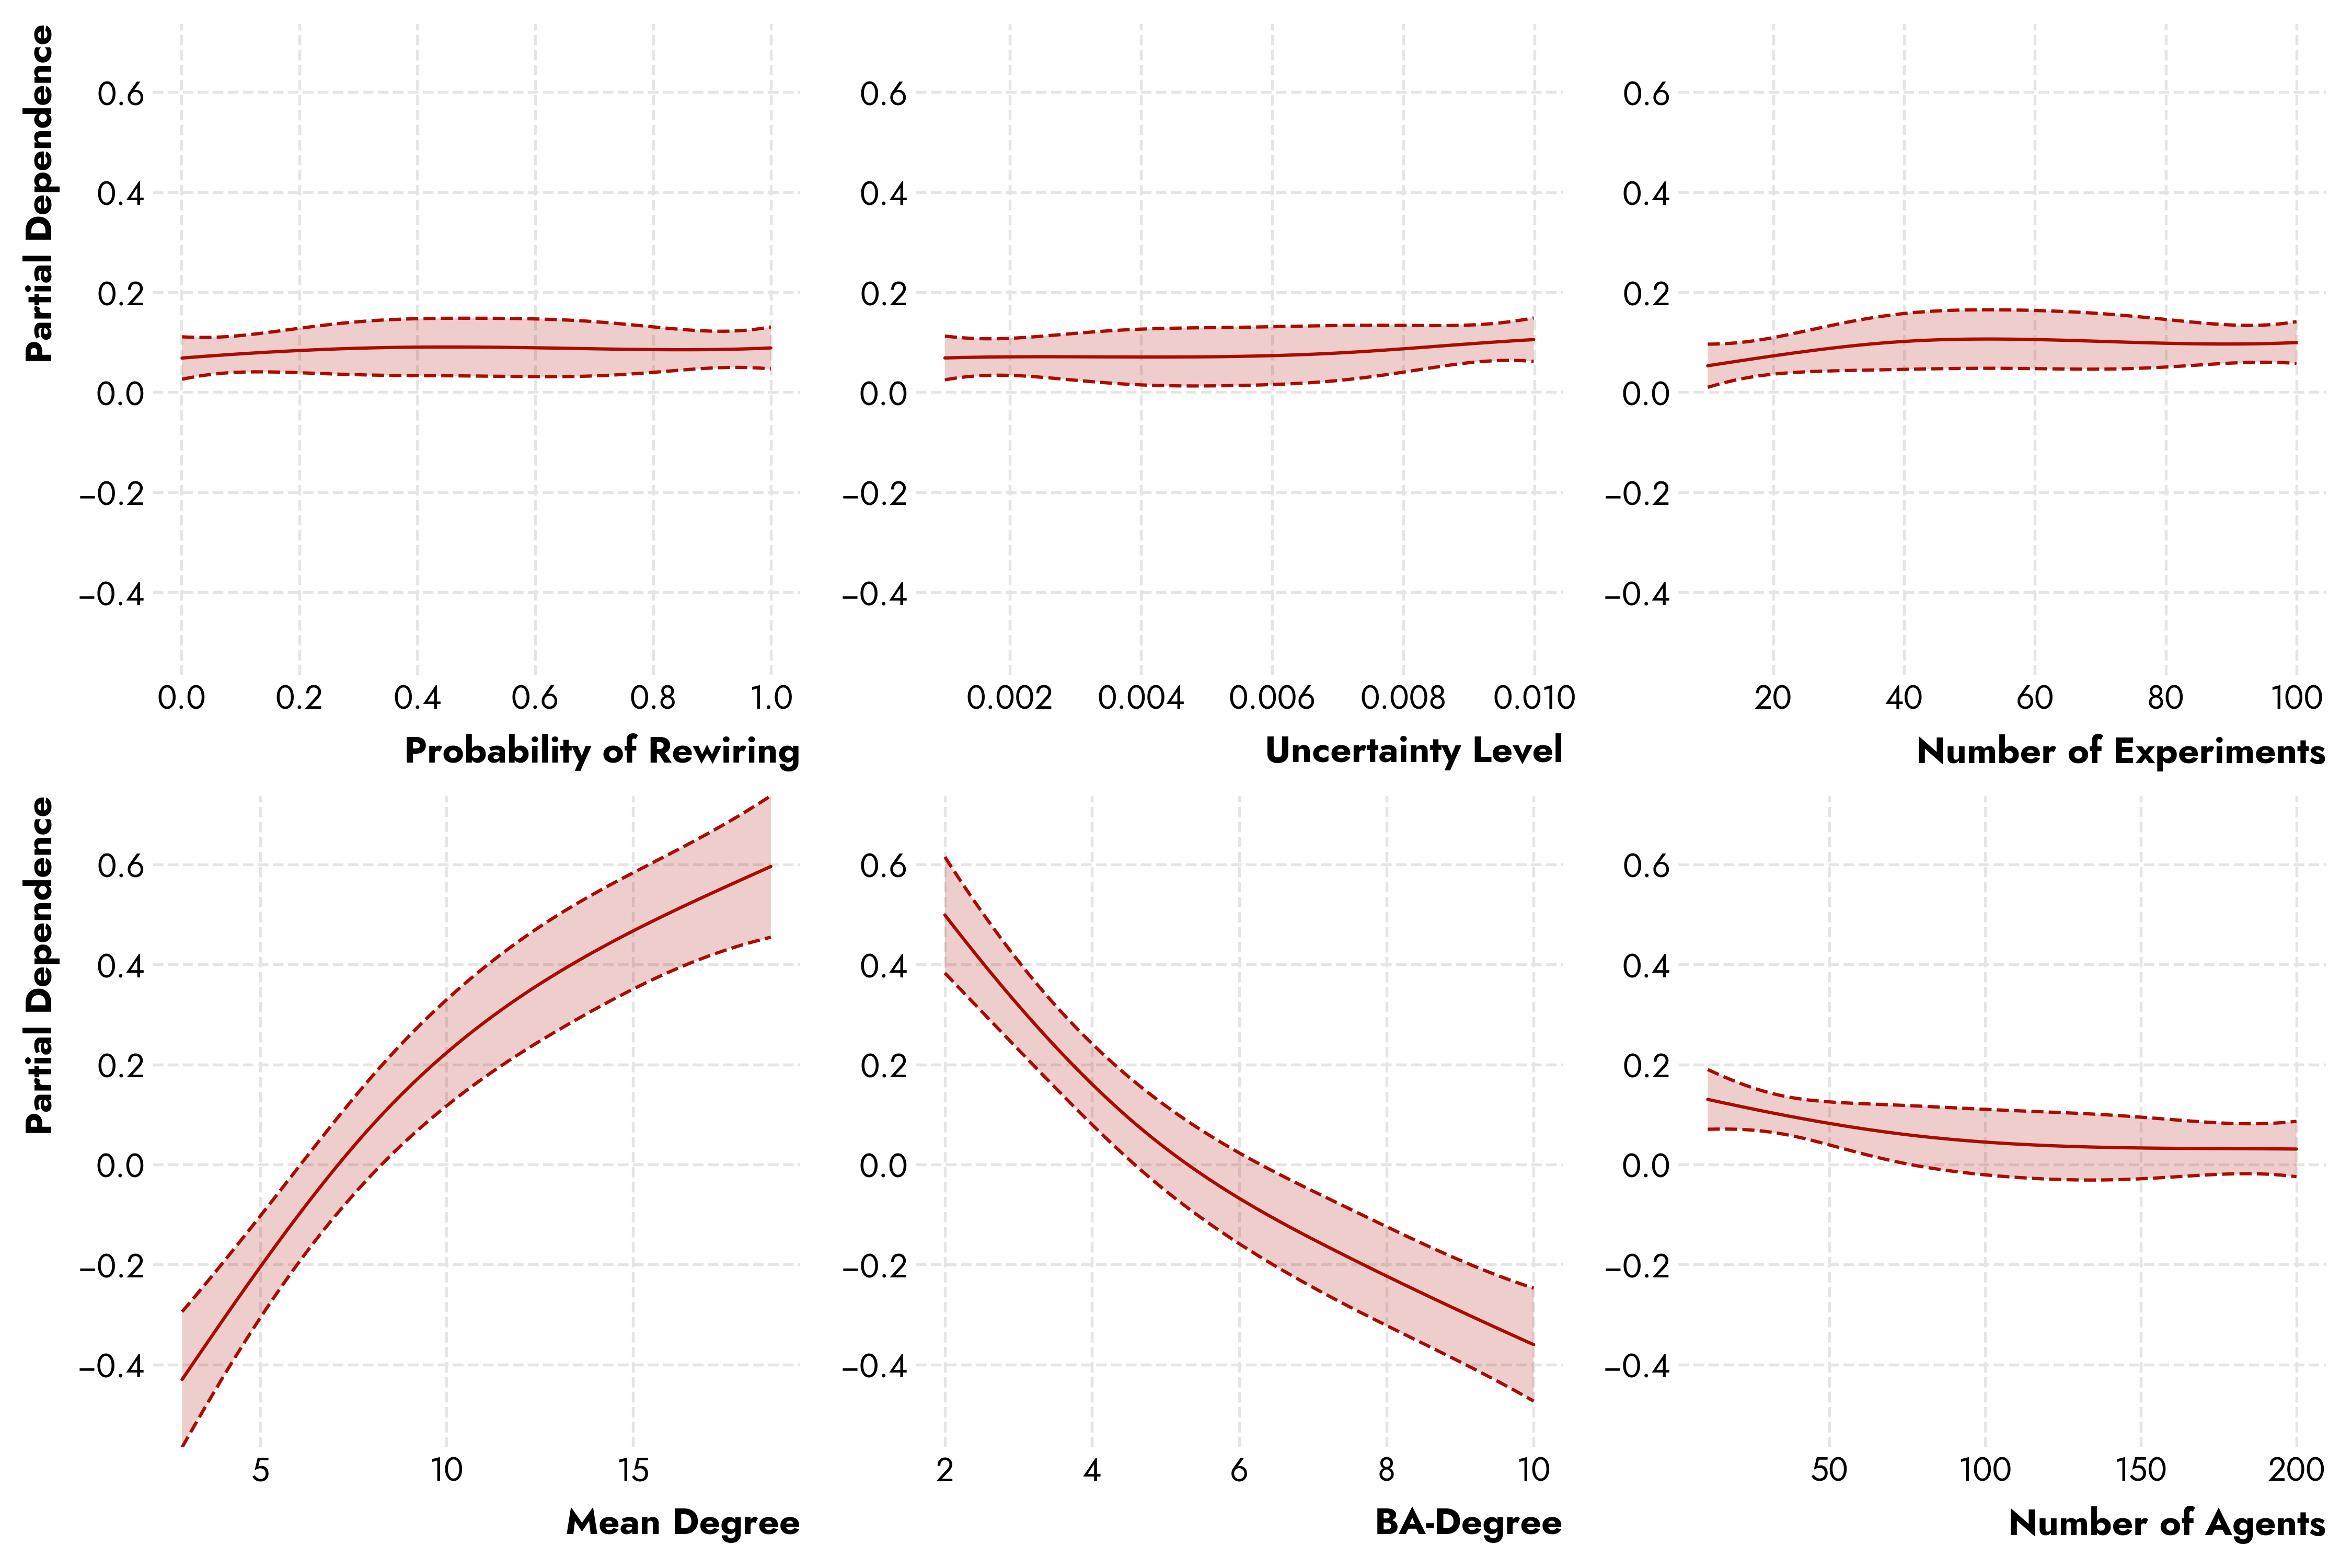 Partial Dependence
0.6
0.4
0.2
0.0
−0.2
−0.4
0.0 0.2 0.4 0.6 0.8 1.0
Probability of Rewiring
0.6
0.4
0.2
0.0
−0.2
−0.4
0.002 0.004 0.006 0.008 0.010
Uncertainty Level
0.6
0.4
0.2
0.0
−0.2
−0.4
20 40 60 80 100
Number of Experiments
Partial Dependence
0.6
0.4
0.2
0.0
−0.2
−0.4
5 10 15
Mean Degree
0.6
0.4
0.2
0.0
−0.2
−0.4
2 4 6 8 10
BA-Degree
0.6
0.4
0.2
0.0
−0.2
−0.4
50 100 150 200
Number of Agents